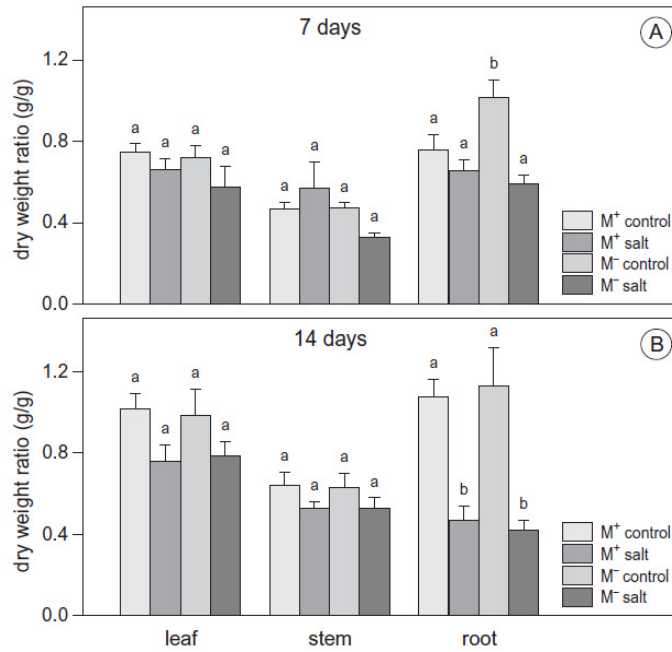 7 days
A
dry weight ratio (g/g)
1.2
0.8
0.4
0.0
a
a
a
a
a
a
a
a
a
a
b
a
M⁺ control
M⁺ salt
M⁻ control
M⁻ salt
14 days
B
dry weight ratio (g/g)
1.2
0.8
0.4
0.0
a
a
a
a
a
a
a
a
a
b
a
b
M⁺ control
M⁺ salt
M⁻ control
M⁻ salt
leaf stem root